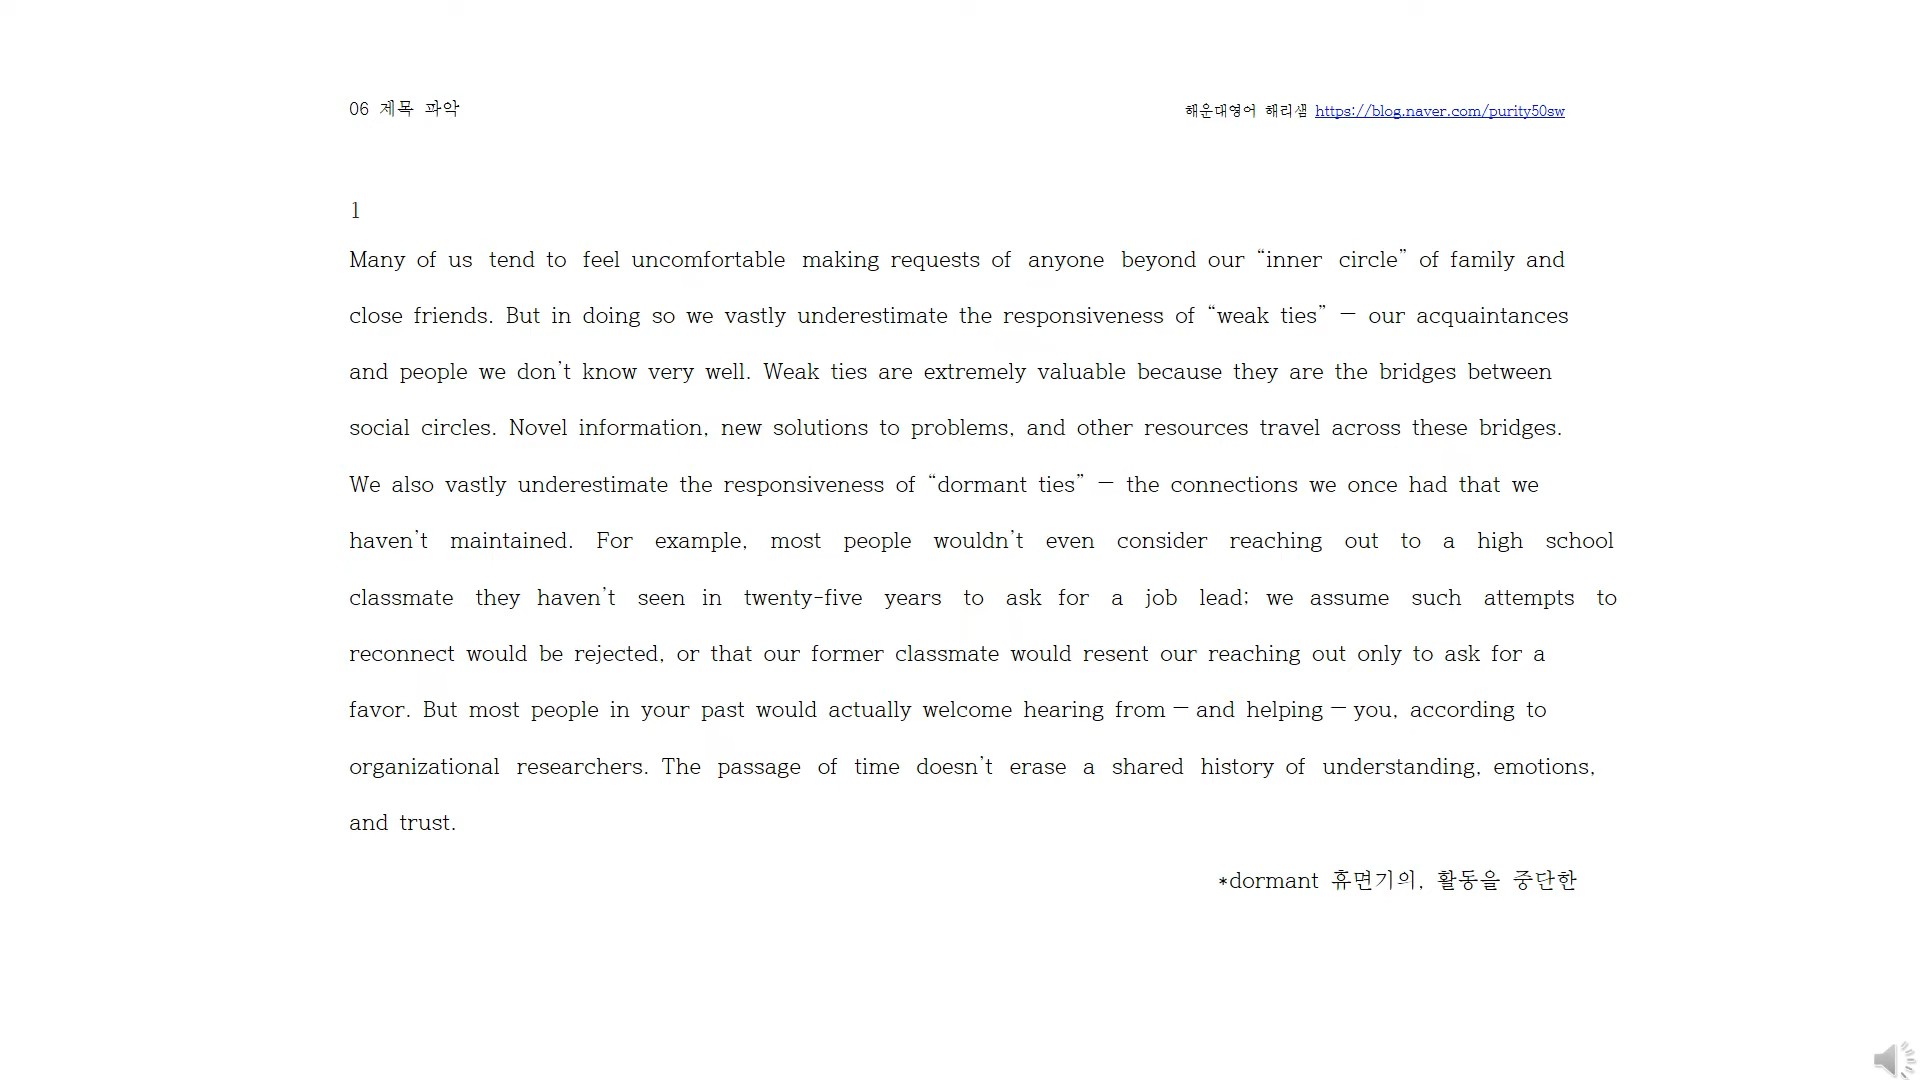 06 제목 파악
해운대영어 해리샘 https://blog.naver.com/purity50sw
1
Many of us tend to feel uncomfortable making requests of anyone beyond our “inner circle” of family and
close friends. But in doing so we vastly underestimate the responsiveness of “weak ties” — our acquaintances
and people we don’t know very well. Weak ties are extremely valuable because they are the bridges between
social circles. Novel information, new solutions to problems, and other resources travel across these bridges.
We also vastly underestimate the responsiveness of “dormant ties” — the connections we once had that we
haven’t maintained. For example, most people wouldn’t even consider reaching out to a high school
classmate they haven’t seen in twenty-five years to ask for a job lead; we assume such attempts to
reconnect would be rejected, or that our former classmate would resent our reaching out only to ask for a
favor. But most people in your past would actually welcome hearing from — and helping — you, according to
organizational researchers. The passage of time doesn’t erase a shared history of understanding, emotions,
and trust.
*dormant 휴면기의, 활동을 중단한